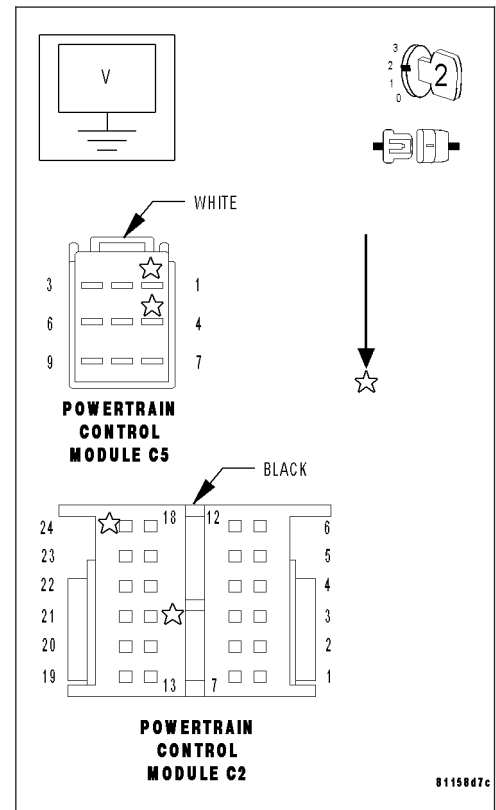 V
3
2
1
0
2
WHITE
3 1
6 4
9 7
POWERTRAIN
CONTROL
MODULE C5
BLACK
24 18 12 6
23 5
22 4
21 3
20 2
19 13 7 1
POWERTRAIN
CONTROL
MODULE C2
81158d7c